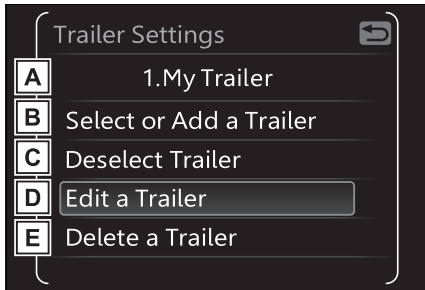 Trailer Settings
A 1.My Trailer
B Select or Add a Trailer
C Deselect Trailer
D Edit a Trailer
E Delete a Trailer